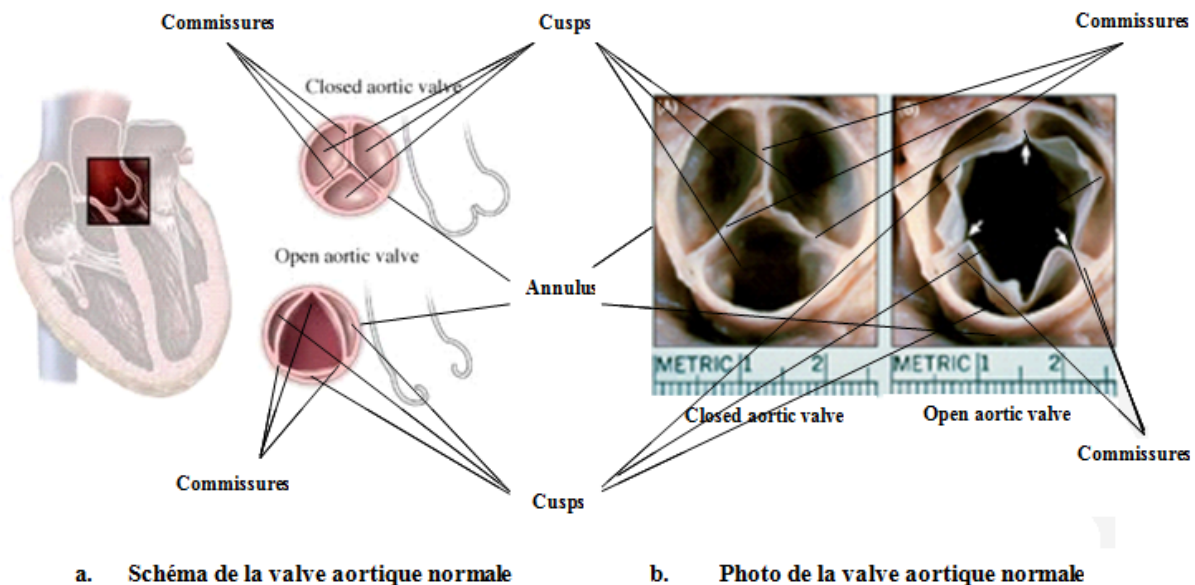 Commissures
Cusps
Commissures
Closed aortic valve
Open aortic valve
Annulus
METRIC 1 2
METRIC 1 2
Closed aortic valve
Open aortic valve
Commissures
Commissures
Cusps
a. Schéma de la valve aortique normale
b. Photo de la valve aortique normale